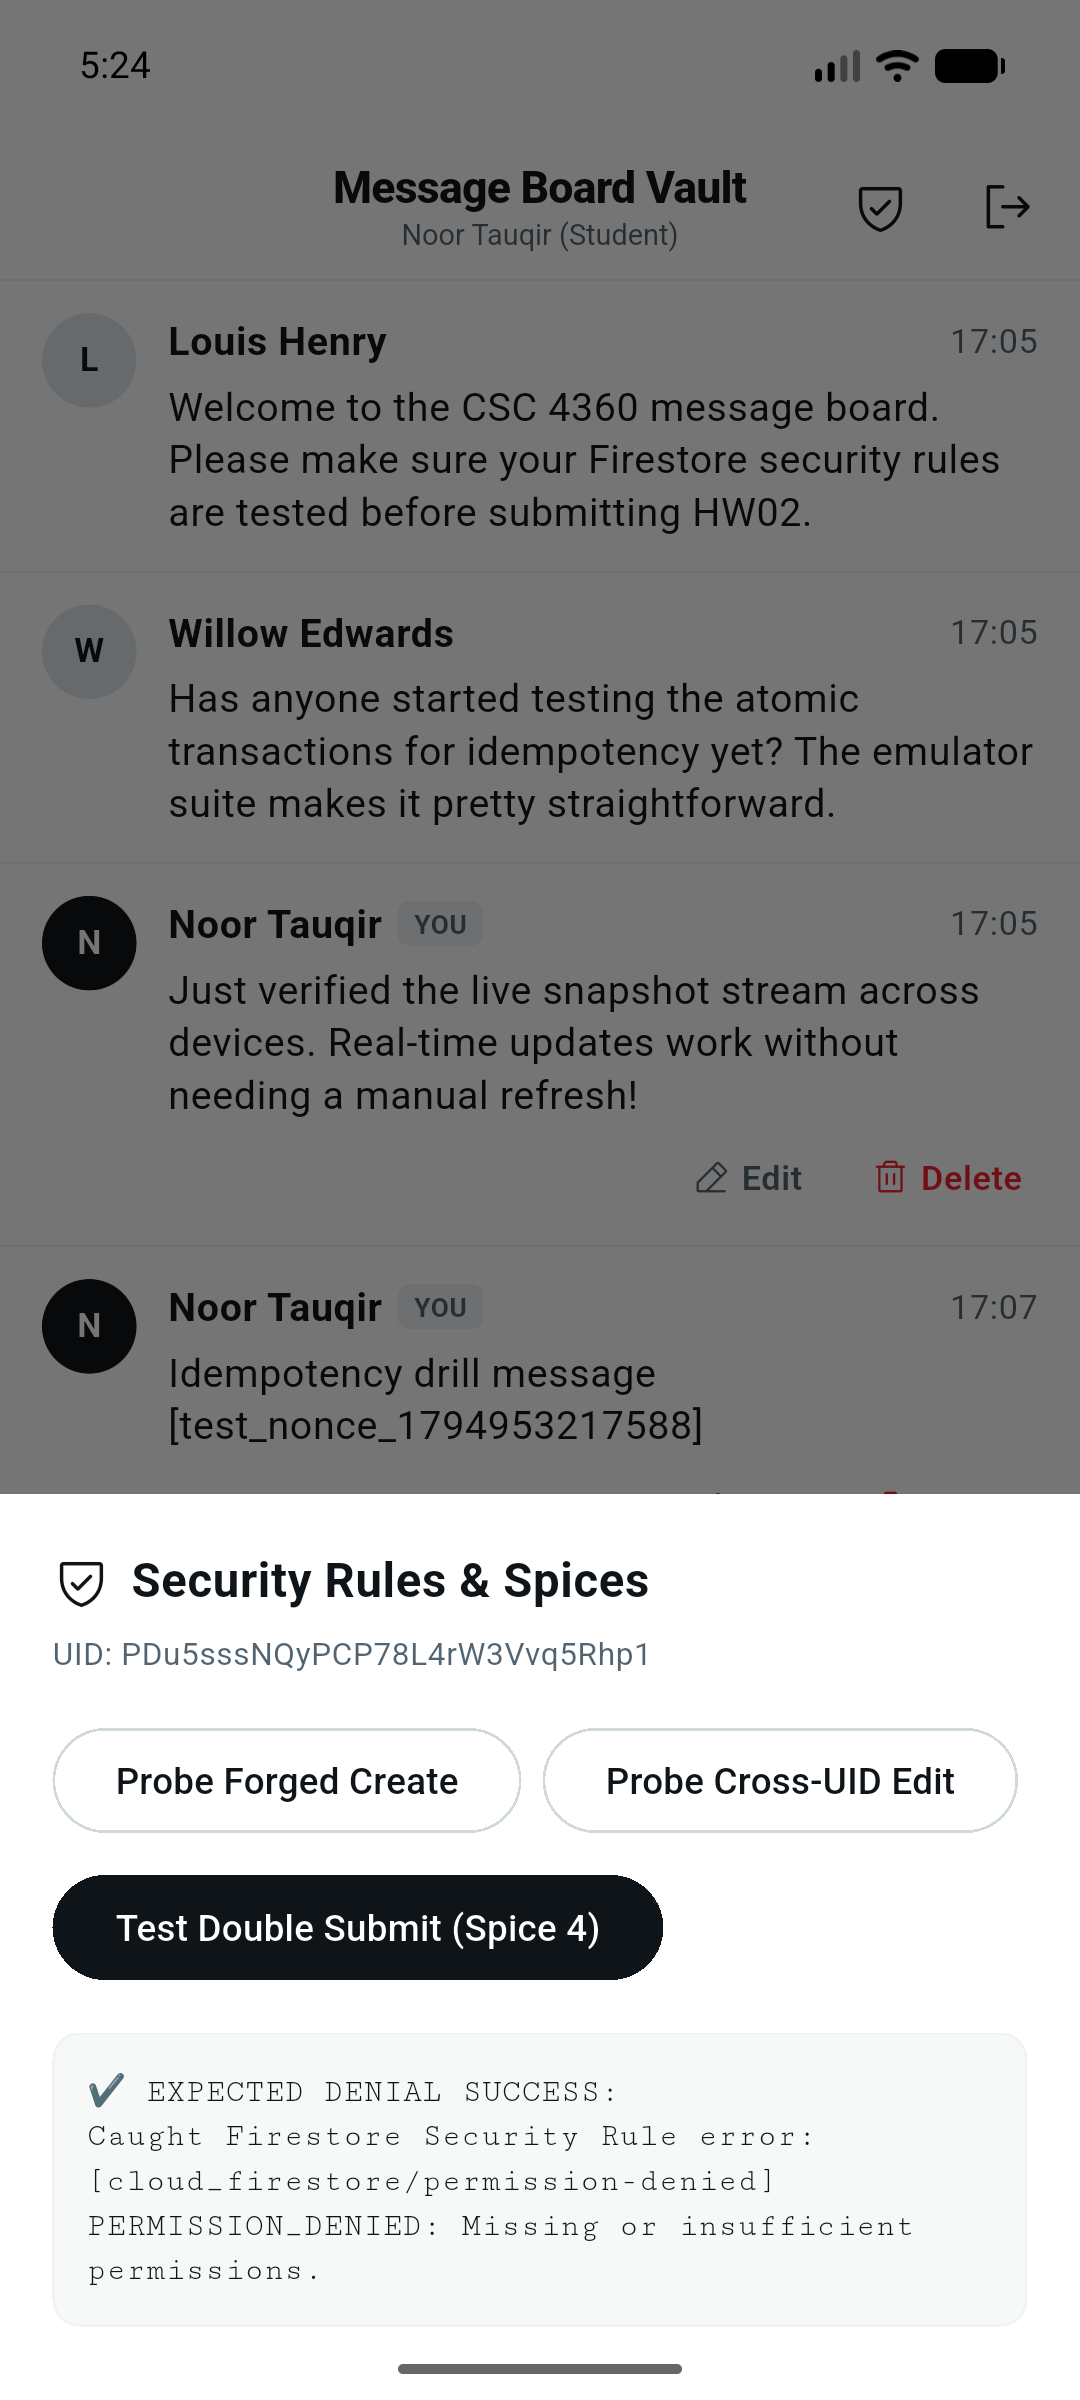 5:24
Message Board Vault
Noor Tauqir (Student)
L
Louis Henry
17:05
Welcome to the CSC 4360 message board.
Please make sure your Firestore security rules
are tested before submitting HW02.
W
Willow Edwards
17:05
Has anyone started testing the atomic
transactions for idempotency yet? The emulator
suite makes it pretty straightforward.
N
Noor Tauqir
YOU
17:05
Just verified the live snapshot stream across
devices. Real-time updates work without
needing a manual refresh!
Edit
Delete
N
Noor Tauqir
YOU
17:07
Idempotency drill message
[test_nonce_1794953217588]
Security Rules & Spices
UID: PDu5sssNQyPCP78L4rW3Vvq5Rhp1
Probe Forged Create
Probe Cross-UID Edit
Test Double Submit (Spice 4)
✔ EXPECTED DENIAL SUCCESS:
Caught Firestore Security Rule error:
[cloud_firestore/permission-denied]
PERMISSION_DENIED: Missing or insufficient
permissions.